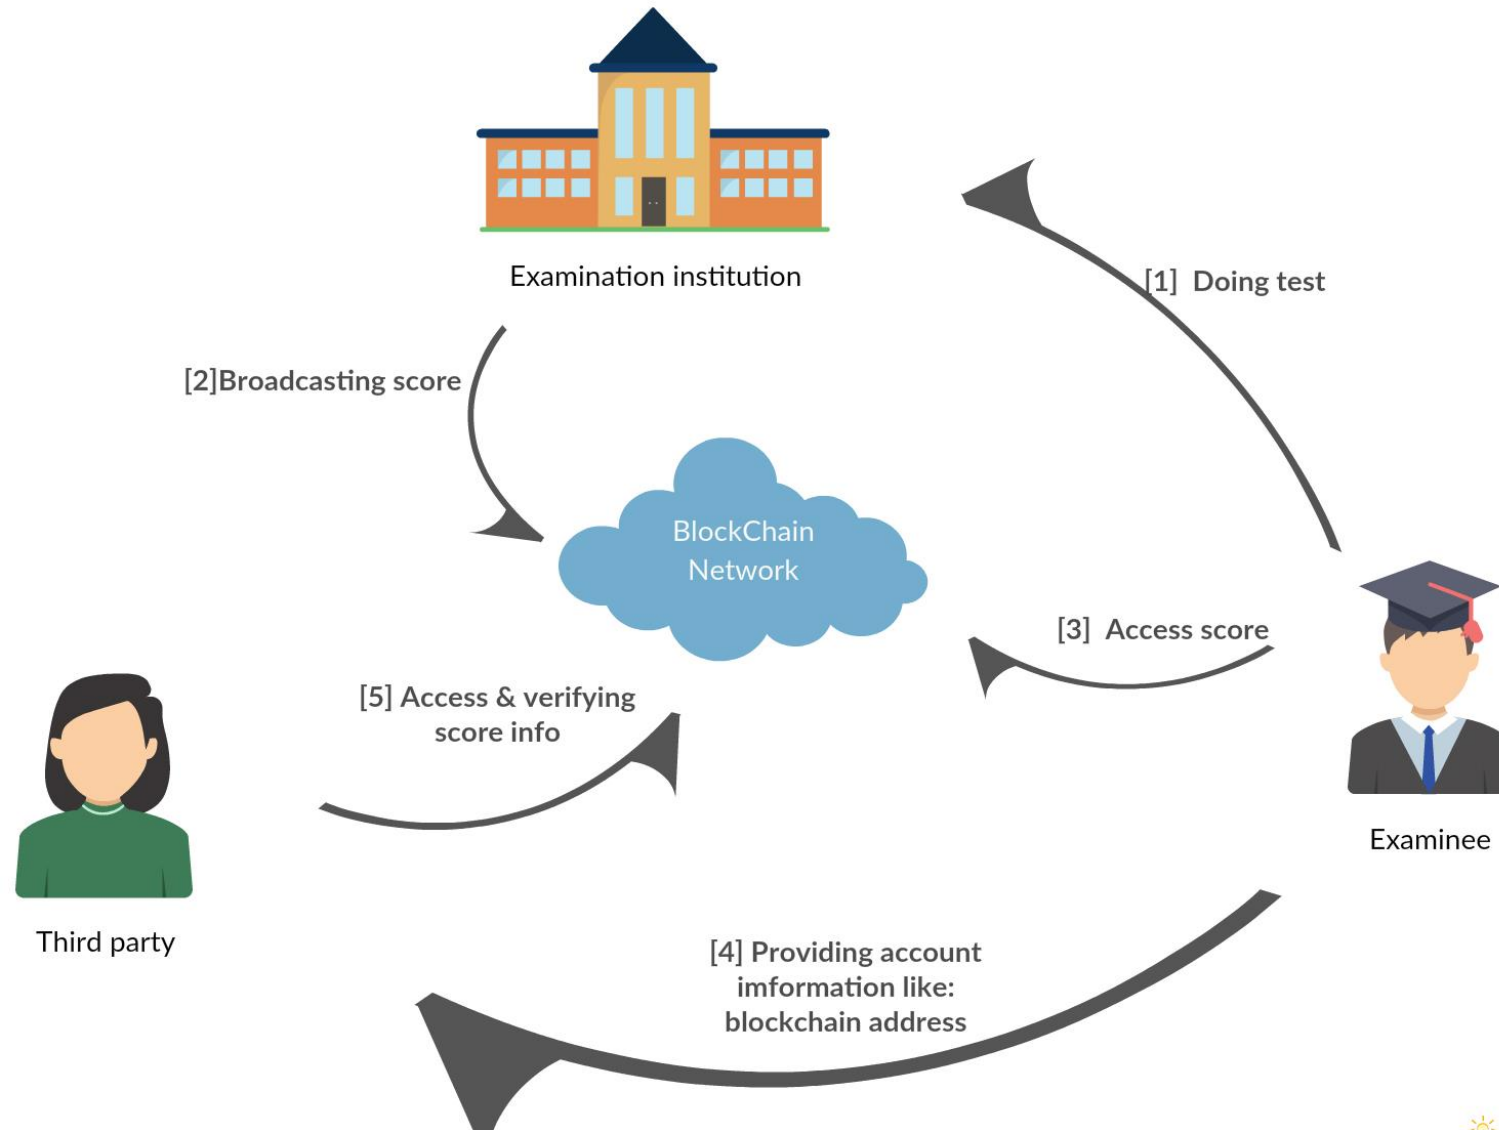 Examination institution
[1]  Doing test
[2]Broadcasting score
BlockChain
Network
[3]  Access score
[5] Access & verifying
score info
Examinee
Third party
[4] Providing account
imformation like:
blockchain address